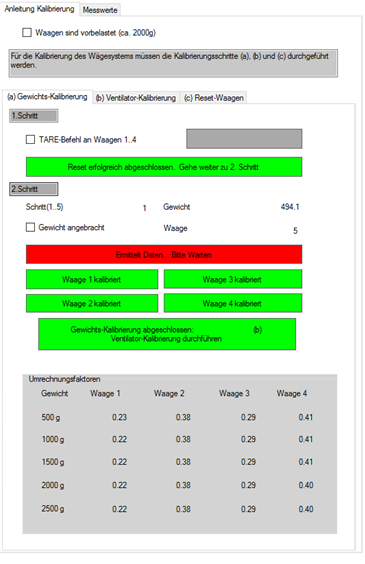 Anleitung Kalibrierung Messwerte
Waagen sind vorbelastet (ca. 2000g)
Für die Kalibrierung des Wägesystems müssen die Kalibrierungsschritte (a), (b) und (c) durchgeführt
werden.
(a) Gewichts-Kalibrierung (b) Ventilator-Kalibrierung (c) Reset-Waagen
1.Schritt
TARE-Befehl an Waagen 1..4
Reset erfolgreich abgeschlossen. Gehe weiter zu 2. Schritt
2.Schritt
Schritt(1..5) 1 Gewicht 494.1
Gewicht angebracht Waage 5
Ermittelt Daten... Bitte Warten
Waage 1 kalibriert Waage 3 kalibriert
Waage 2 kalibriert Waage 4 kalibriert
Gewichts-Kalibrierung abgeschlossen: (b)
Ventilator-Kalibrierung durchführen
Umrechnungsfaktoren
Gewicht Waage 1 Waage 2 Waage 3 Waage 4
500 g 0.23 0.38 0.29 0.41
1000 g 0.22 0.38 0.29 0.41
1500 g 0.22 0.38 0.29 0.41
2000 g 0.22 0.38 0.29 0.40
2500 g 0.22 0.38 0.29 0.40